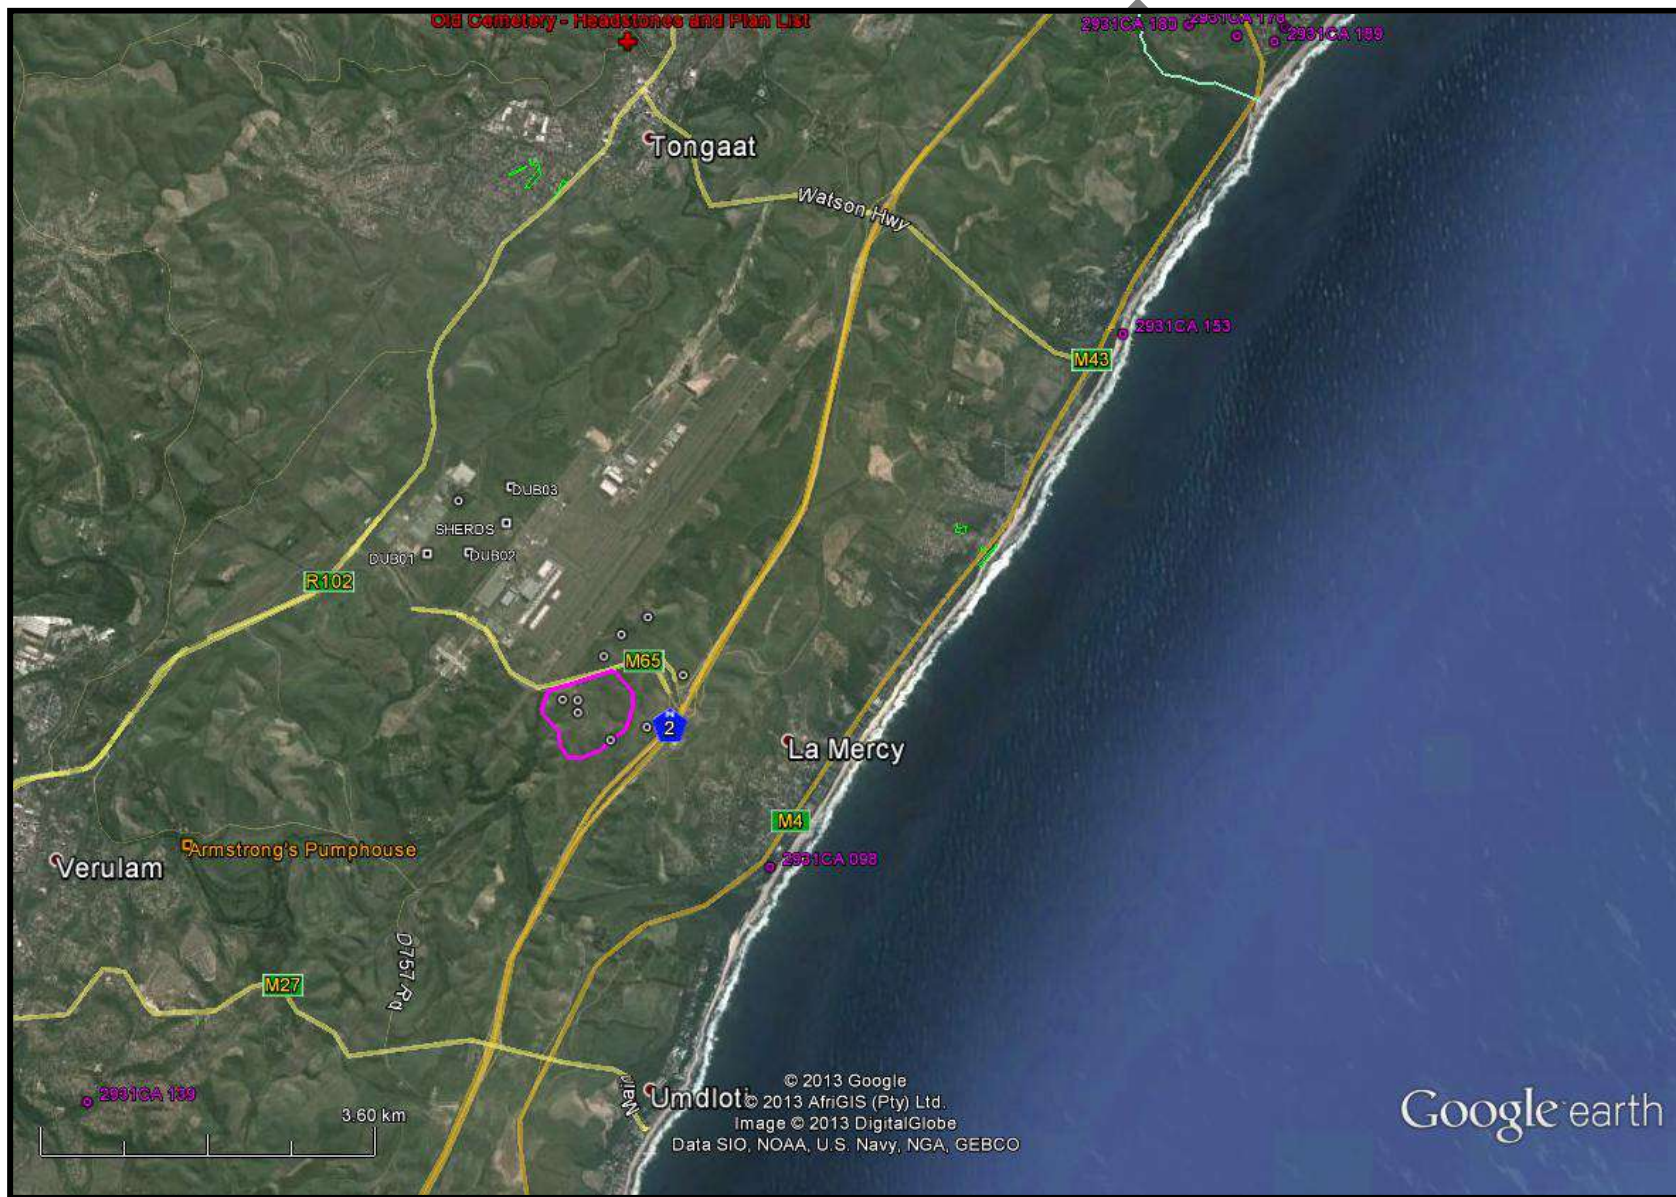 Old Cemetery - Headstones and Plan List
2931CA 180
2931CA 176
2931CA 199
Tongaat
Watson Hwy
2931CA 153
M43
DUB03
SHERDS
DUB01
DUB02
R102
M65
N
2
La Mercy
M4
Armstrong's Pumphouse
2931CA 098
Verulam
D757 Rd
M27
2931CA 139
3.60 km
Main
Umdloti
© 2013 Google
© 2013 AfriGIS (Pty) Ltd.
Image © 2013 DigitalGlobe
Data SIO, NOAA, U.S. Navy, NGA, GEBCO
Google earth